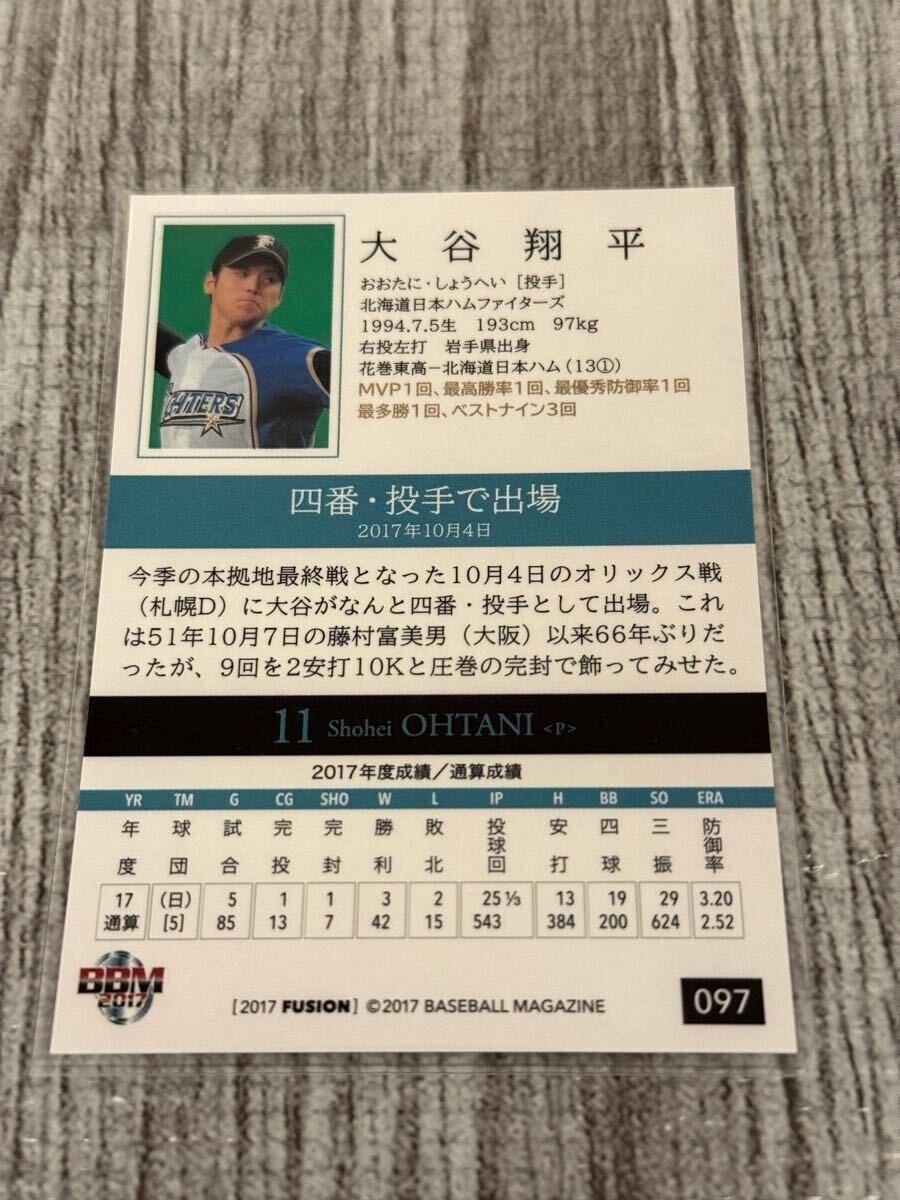 大谷翔平
おおたに・しょうへい［投手］
北海道日本ハムファイターズ
1994.7.5生 193cm 97kg
右投左打 岩手県出身
花巻東高－北海道日本ハム（13①）
MVP1回、最高勝率1回、最優秀防御率1回
最多勝1回、ベストナイン3回
四番・投手で出場
2017年10月4日
今季の本拠地最終戦となった10月4日のオリックス戦
（札幌D）に大谷がなんと四番・投手として出場。これ
は51年10月7日の藤村富美男（大阪）以来66年ぶりだ
ったが、9回を2安打10Kと圧巻の完封で飾ってみせた。
11 Shohei OHTANI <P>
2017年度成績／通算成績
YR TM G CG SHO W L IP H BB SO ERA
年度 球団 試合 完投 完封 勝利 敗北 投球回 安打 四球 三振 防御率
17 (日) 5 1 1 3 2 25 1/3 13 19 29 3.20
通算 [5] 85 13 7 42 15 543 384 200 624 2.52
BBM
2017
[2017 FUSION] ©2017 BASEBALL MAGAZINE
097
F
GHTERS